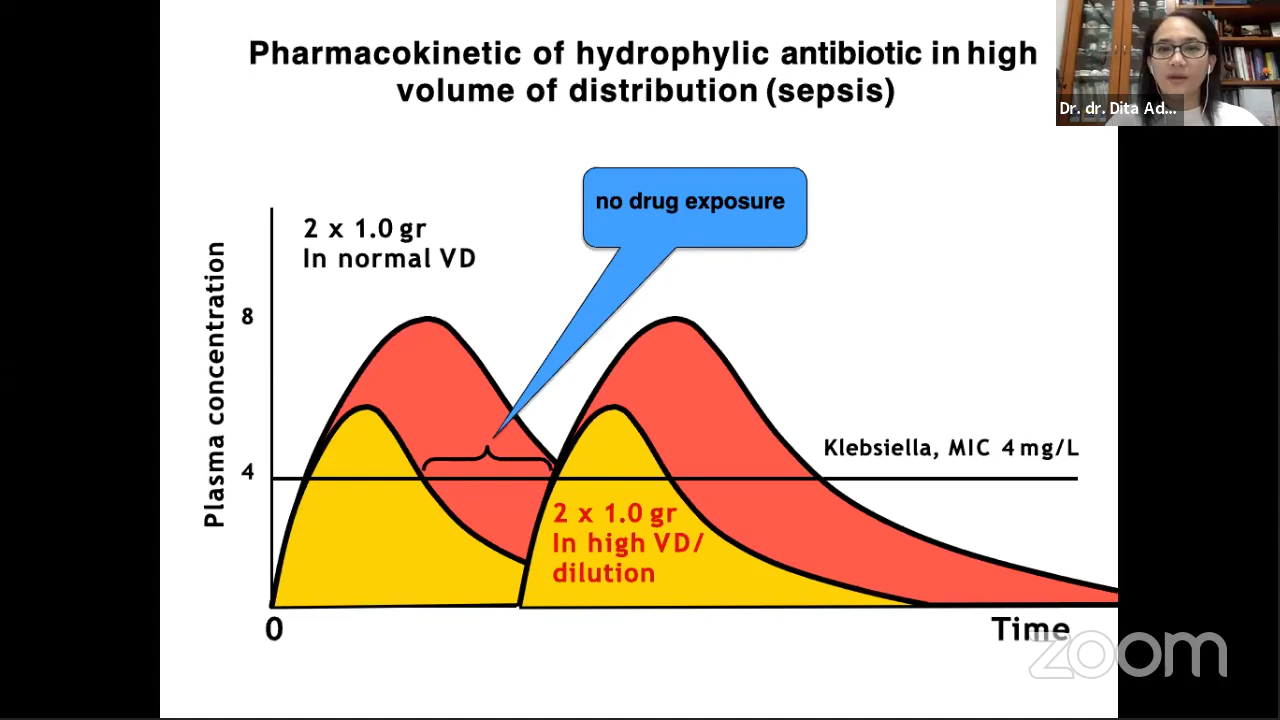 Pharmacokinetic of hydrophylic antibiotic in high
volume of distribution (sepsis)
Dr. dr. Dita Ad...
no drug exposure
2 x 1.0 gr
In normal VD
Plasma concentration
8
4
Klebsiella, MIC 4 mg/L
2 x 1.0 gr
In high VD/
dilution
0
Time
zoom